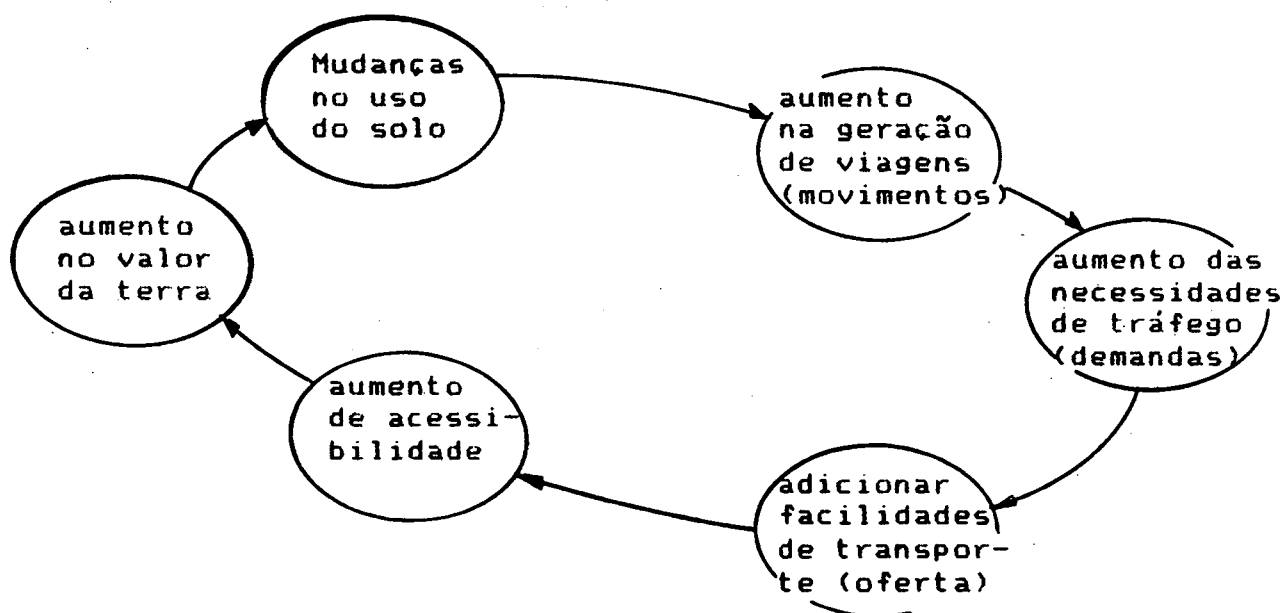 Mudanças
no uso
do solo
aumento
na geração
de viagens
(movimentos)
aumento das
necessidades
de tráfego
(demandas)
adicionar
facilidades
de transpor-
te (oferta)
aumento
de acessi-
bilidade
aumento
no valor
da terra